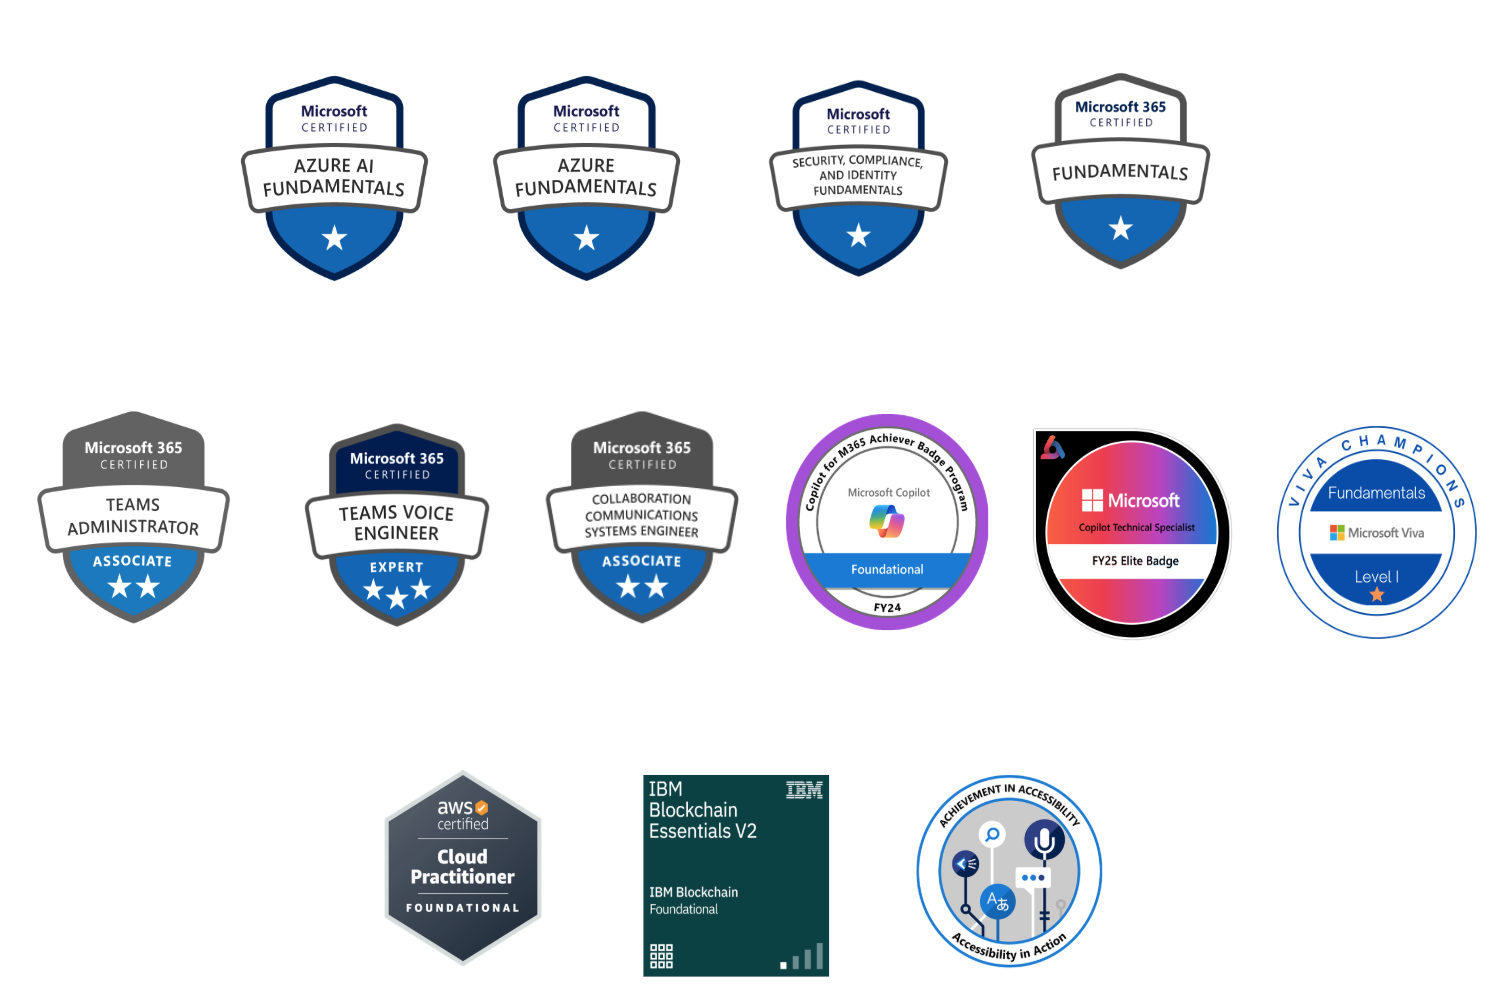 Microsoft
CERTIFIED
AZURE AI
FUNDAMENTALS
Microsoft
CERTIFIED
AZURE
FUNDAMENTALS
Microsoft
CERTIFIED
SECURITY, COMPLIANCE,
AND IDENTITY
FUNDAMENTALS
Microsoft 365
CERTIFIED
FUNDAMENTALS
Microsoft 365
CERTIFIED
TEAMS
ADMINISTRATOR
ASSOCIATE
Microsoft 365
CERTIFIED
TEAMS VOICE
ENGINEER
EXPERT
Microsoft 365
CERTIFIED
COLLABORATION
COMMUNICATIONS
SYSTEMS ENGINEER
ASSOCIATE
Copilot for M365 Achiever Badge Program
Microsoft Copilot
Foundational
FY24
Microsoft
Copilot Technical Specialist
FY25 Elite Badge
VIVA CHAMPIONS
Fundamentals
Microsoft Viva
Level I
aws
certified
Cloud
Practitioner
FOUNDATIONAL
IBM
IBM
Blockchain
Essentials V2
IBM Blockchain
Foundational
ACHIEVEMENT IN ACCESSIBILITY
Aあ
Accessibility in Action